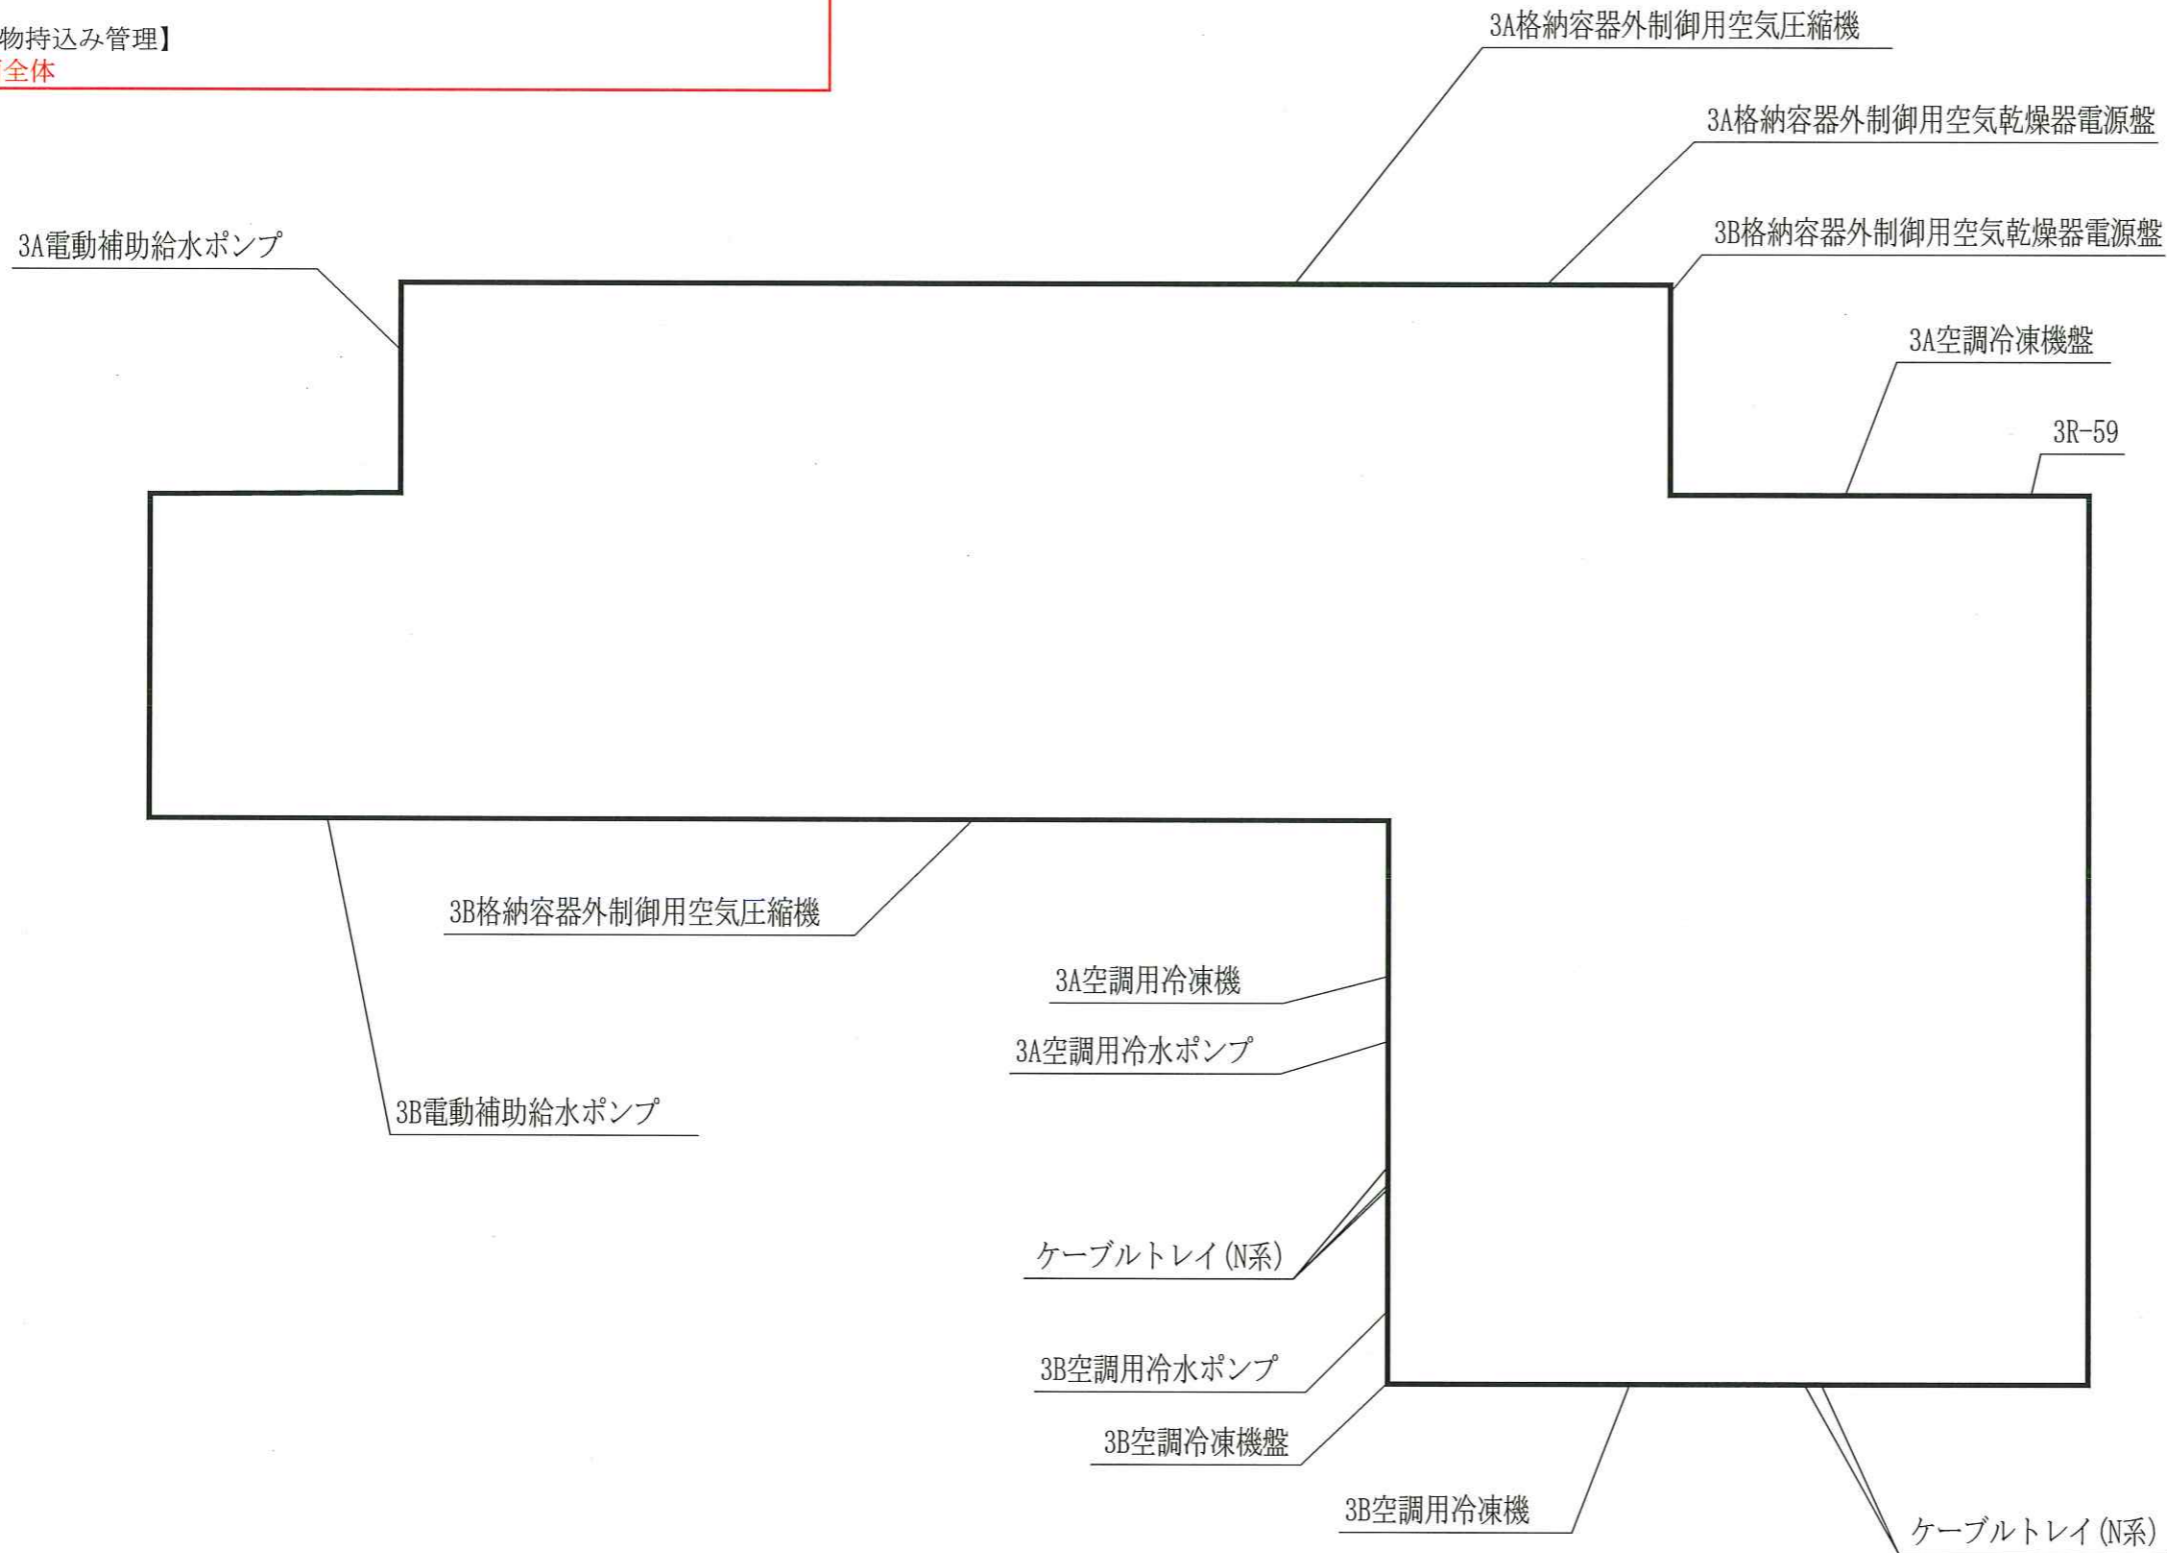 物持込み管理】
全体
3A格納容器外制御用空気圧縮機
3A格納容器外制御用空気乾燥器電源盤
3B格納容器外制御用空気乾燥器電源盤
3A電動補助給水ポンプ
3A空調冷凍機盤
3R-59
3B格納容器外制御用空気圧縮機
3A空調用冷凍機
3A空調用冷水ポンプ
3B電動補助給水ポンプ
ケーブルトレイ(N系)
3B空調用冷水ポンプ
3B空調冷凍機盤
3B空調用冷凍機
ケーブルトレイ(N系)